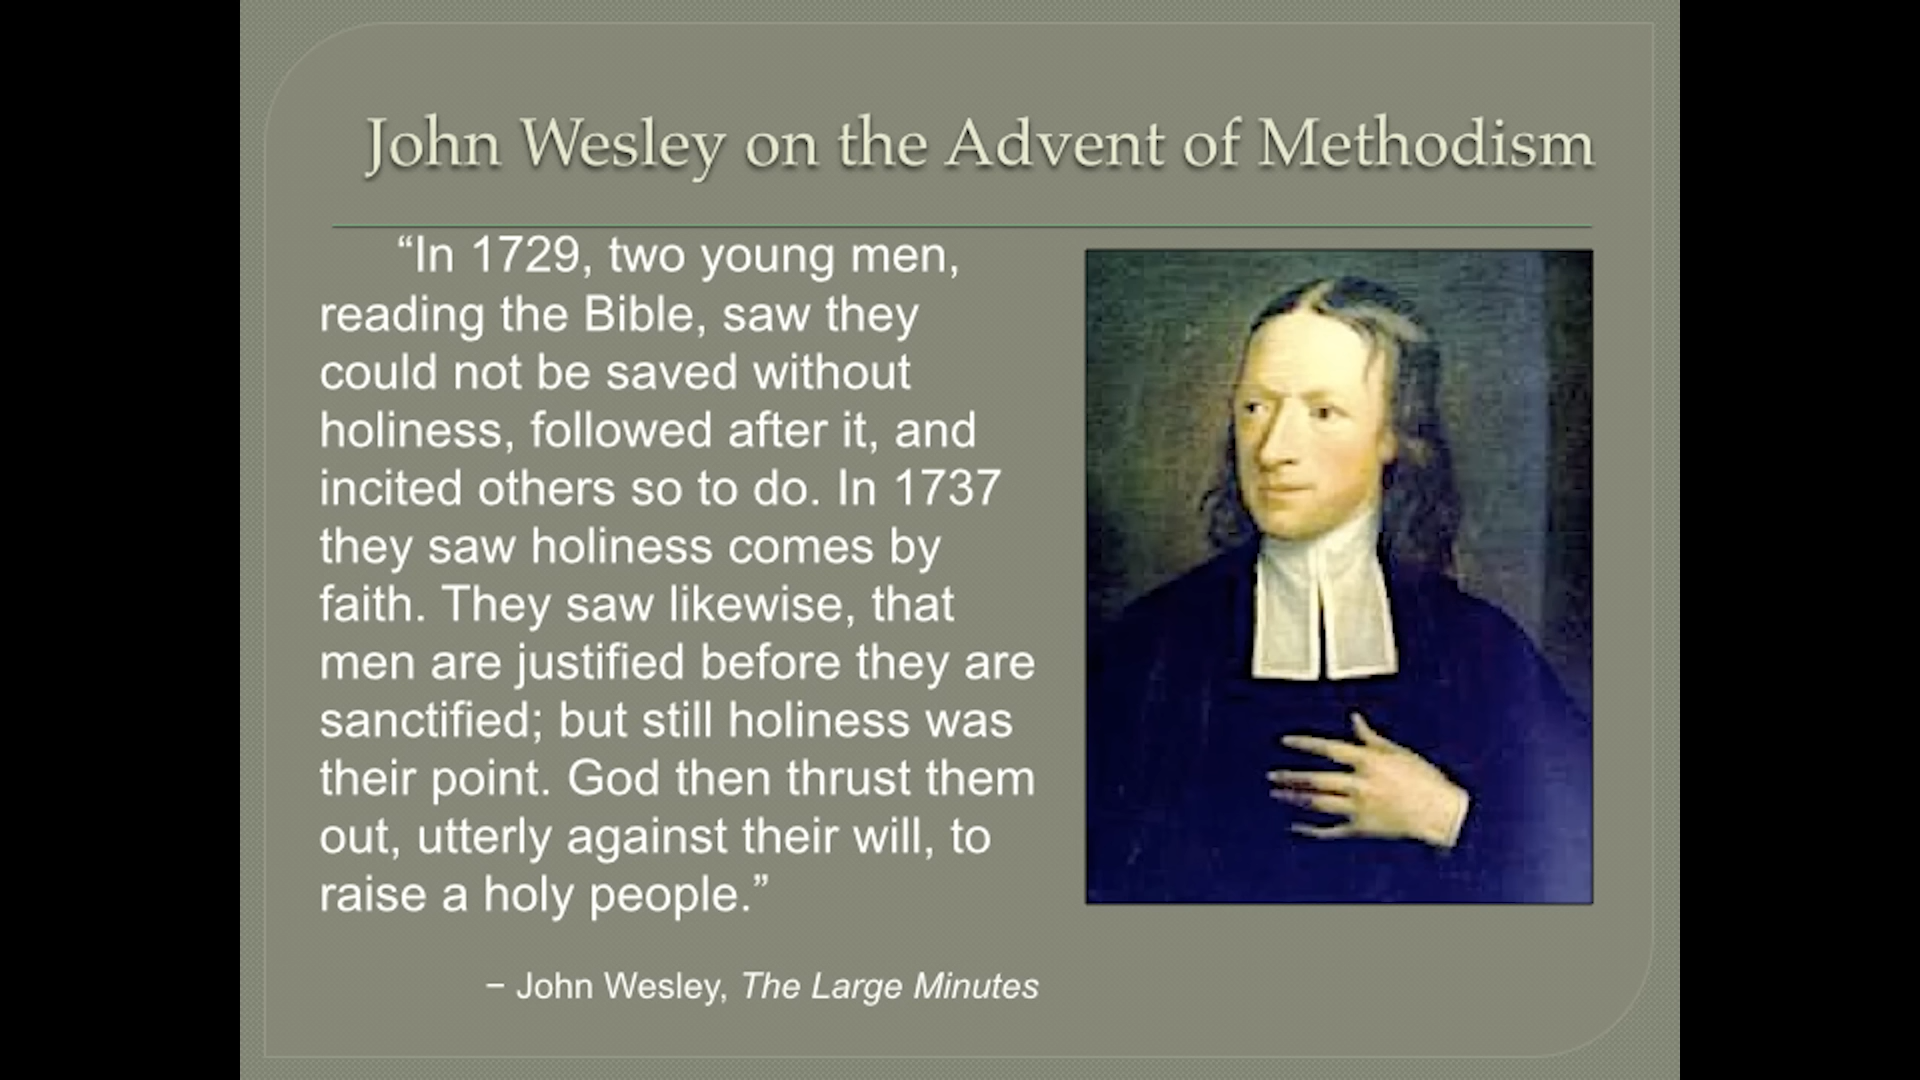 John Wesley on the Advent of Methodism
“In 1729, two young men,
reading the Bible, saw they
could not be saved without
holiness, followed after it, and
incited others so to do. In 1737
they saw holiness comes by
faith. They saw likewise, that
men are justified before they are
sanctified; but still holiness was
their point. God then thrust them
out, utterly against their will, to
raise a holy people.”
– John Wesley, The Large Minutes